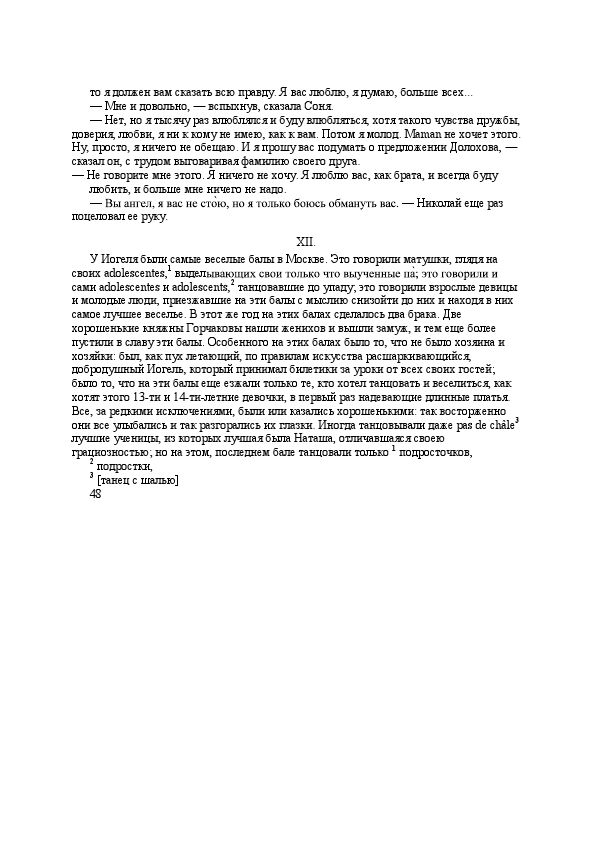 то я должен вам сказать всю правду. Я вас люблю, я думаю, больше всех...
— Мне и довольно, — вспыхнув, сказала Соня.
— Нет, но я тысячу раз влюблялся и буду влюбляться, хотя такого чувства дружбы,
доверия, любви, я ни к кому не имею, как к вам. Потом я молод. Maman не хочет этого.
Ну, просто, я ничего не обещаю. И я прошу вас подумать о предложении Долохова, —
сказал он, с трудом выговаривая фамилию своего друга.
— Не говорите мне этого. Я ничего не хочу. Я люблю вас, как брата, и всегда буду
любить, и больше мне ничего не надо.
— Вы ангел, я вас не сто̀ю, но я только боюсь обмануть вас. — Николай еще раз
поцеловал ее руку.
XII.
У Иогеля были самые веселые балы в Москве. Это говорили матушки, глядя на
своих adolescentes,¹ выделывающих свои только что выученные па̀; это говорили и
сами adolescentes и adolescents,² танцовавшие до упаду; это говорили взрослые девицы
и молодые люди, приезжавшие на эти балы с мыслию снизойти до них и находя в них
самое лучшее веселье. В этот же год на этих балах сделалось два брака. Две
хорошенькие княжны Горчаковы нашли женихов и вышли замуж, и тем еще более
пустили в славу эти балы. Особенного на этих балах было то, что не было хозяина и
хозяйки: был, как пух летающий, по правилам искусства расшаркивающийся,
добродушный Иогель, который принимал билетики за уроки от всех своих гостей;
было то, что на эти балы еще езжали только те, кто хотел танцовать и веселиться, как
хотят этого 13-ти и 14-ти-летние девочки, в первый раз надевающие длинные платья.
Все, за редкими исключениями, были или казались хорошенькими: так восторженно
они все улыбались и так разгорались их глазки. Иногда танцовывали даже pas de châle³
лучшие ученицы, из которых лучшая была Наташа, отличавшаяся своею
грациозностью; но на этом, последнем бале танцовали только ¹ подросточков,
² подростки,
³ [танец с шалью]
48